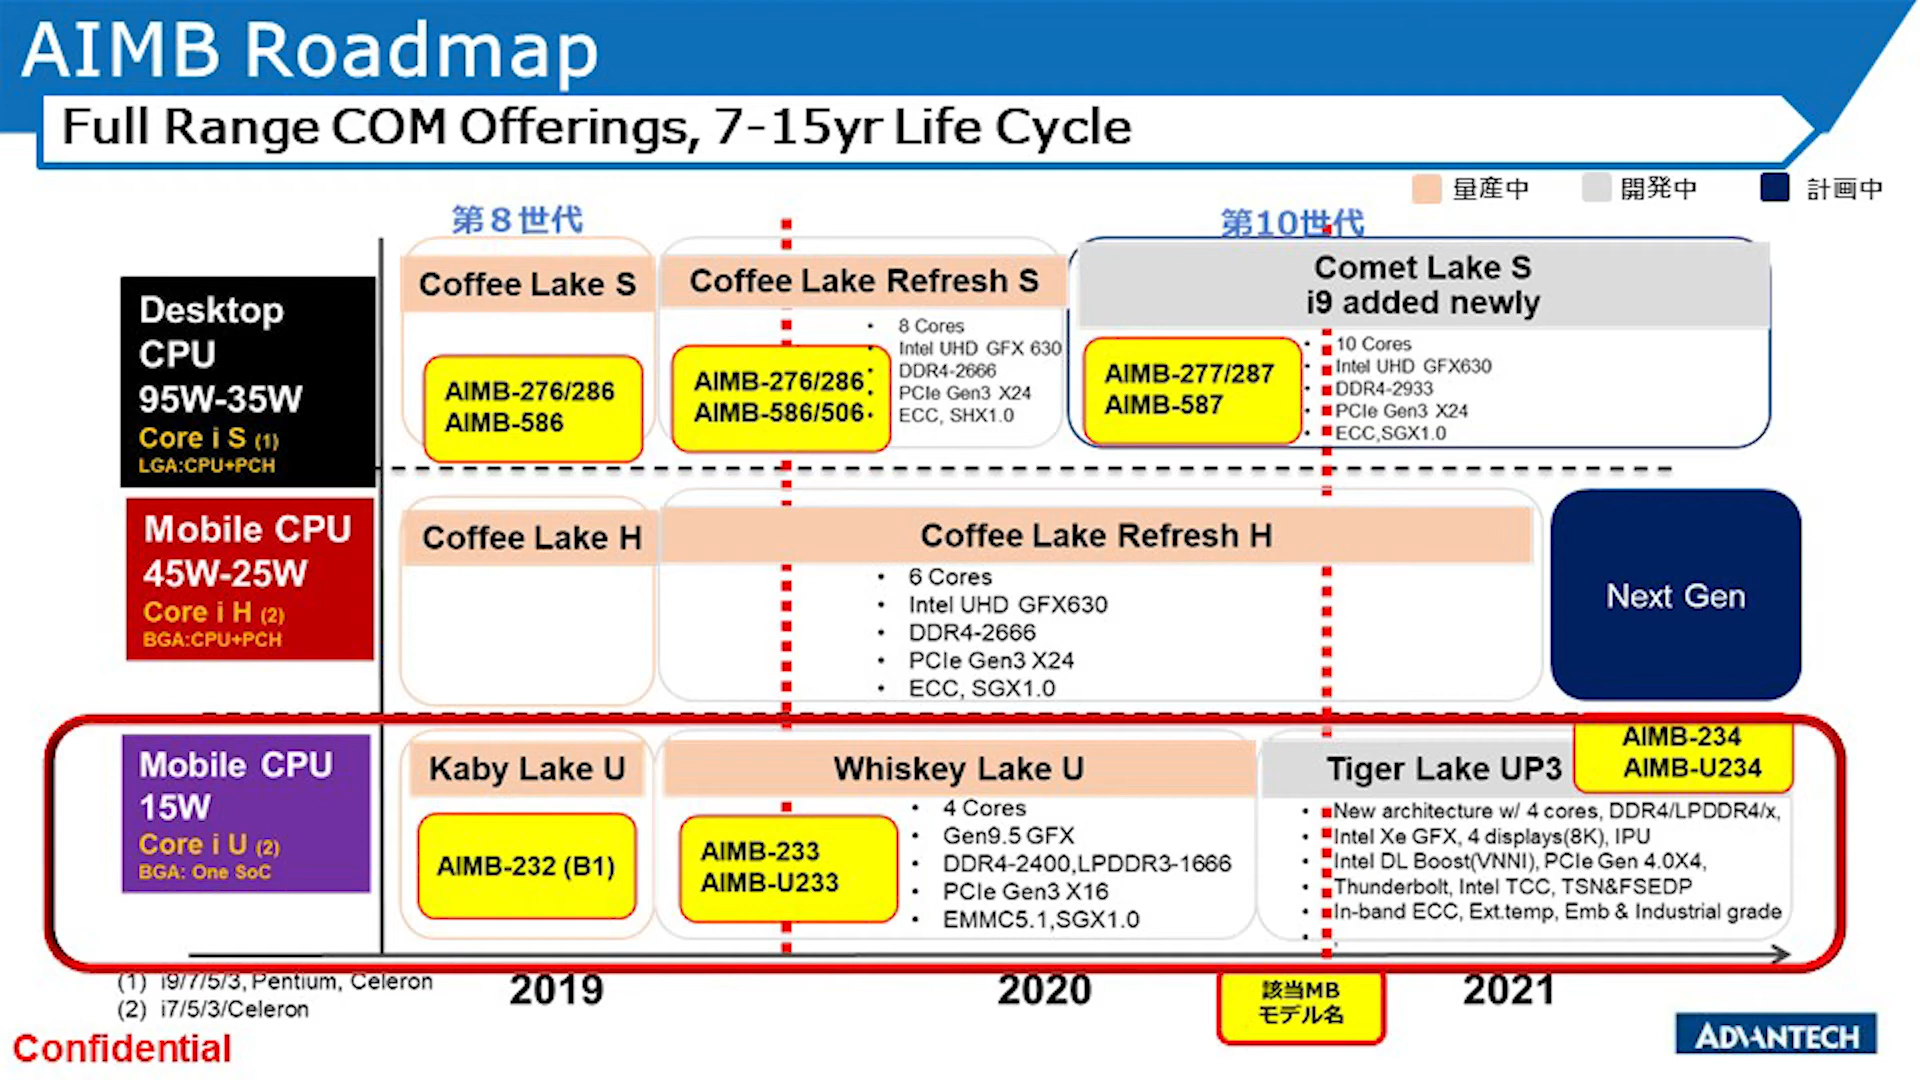 AIMB Roadmap
Full Range COM Offerings, 7-15yr Life Cycle
量産中
開発中
計画中
第８世代
第10世代
Desktop
CPU
95W-35W
Core i S (1)
LGA:CPU+PCH
Coffee Lake S
AIMB-276/286
AIMB-586
Coffee Lake Refresh S
AIMB-276/286
AIMB-586/506
• 8 Cores
• Intel UHD GFX 630
• DDR4-2666
• PCIe Gen3 X24
• ECC, SHX1.0
Comet Lake S
i9 added newly
AIMB-277/287
AIMB-587
• 10 Cores
• Intel UHD GFX630
• DDR4-2933
• PCIe Gen3 X24
• ECC,SGX1.0
Mobile CPU
45W-25W
Core i H (2)
BGA:CPU+PCH
Coffee Lake H
Coffee Lake Refresh H
• 6 Cores
• Intel UHD GFX630
• DDR4-2666
• PCIe Gen3 X24
• ECC, SGX1.0
Next Gen
Mobile CPU
15W
Core i U (2)
BGA: One SoC
Kaby Lake U
AIMB-232 (B1)
Whiskey Lake U
AIMB-233
AIMB-U233
• 4 Cores
• Gen9.5 GFX
• DDR4-2400,LPDDR3-1666
• PCIe Gen3 X16
• EMMC5.1,SGX1.0
Tiger Lake UP3
AIMB-234
AIMB-U234
• New architecture w/ 4 cores, DDR4/LPDDR4/x,
• Intel Xe GFX, 4 displays(8K), IPU
• Intel DL Boost(VNNI), PCIe Gen 4.0X4,
• Thunderbolt, Intel TCC, TSN&FSEDP
• In-band ECC, Ext.temp, Emb & Industrial grade
• ,
2019
2020
2021
(1) i9/7/5/3, Pentium, Celeron
(2) i7/5/3/Celeron
該当MB
モデル名
Confidential
ADVANTECH